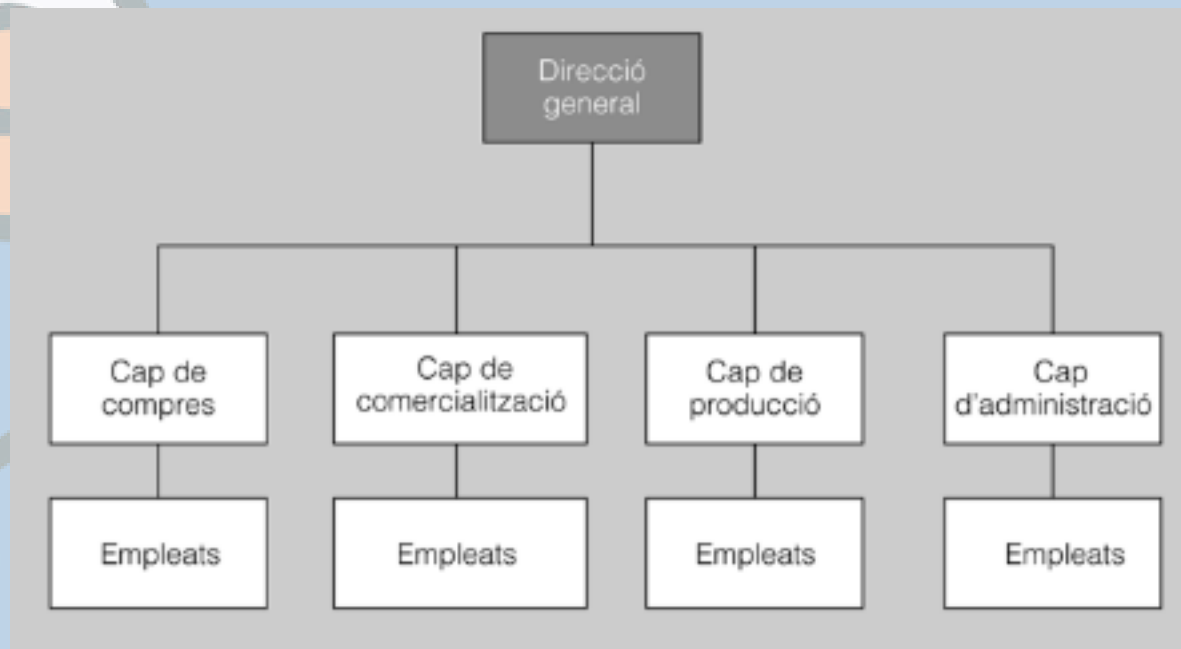 Direcció
general
Cap de
compres
Cap de
comercialització
Cap de
producció
Cap
d'administració
Empleats
Empleats
Empleats
Empleats